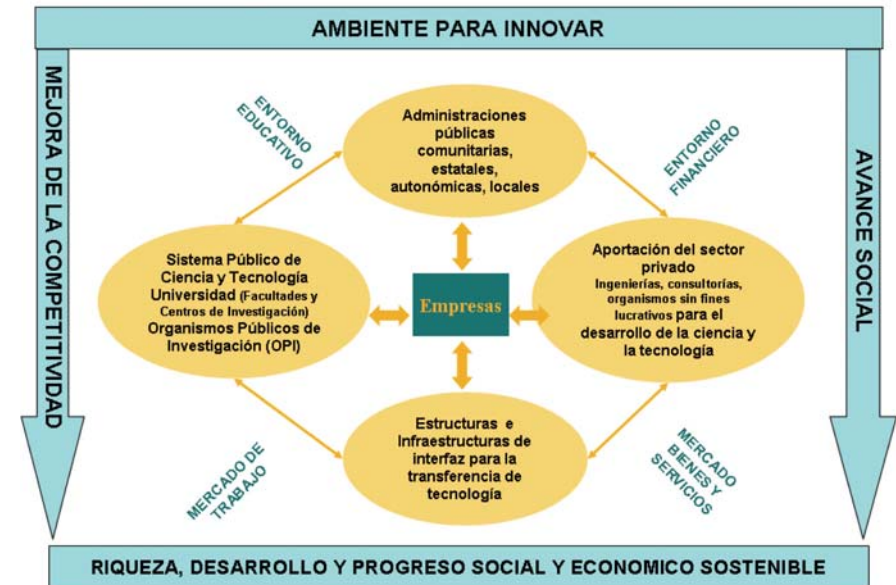 AMBIENTE PARA INNOVAR
MEJORA DE LA COMPETITIVIDAD
ENTORNO
EDUCATIVO
Administraciones
públicas
comunitarias,
estatales,
autonómicas, locales
ENTORNO
FINANCIERO
AVANCE SOCIAL
Sistema Público de
Ciencia y Tecnología
Universidad (Facultades y
Centros de Investigación)
Organismos Públicos de
Investigación (OPI)
Empresas
Aportación del sector
privado
Ingenierías, consultorías,
organismos sin fines
lucrativos para el
desarrollo de la ciencia y
la tecnología
Estructuras e
Infraestructuras de
interfaz para la
transferencia de
tecnología
MERCADO DE
TRABAJO
MERCADO
BIENES Y
SERVICIOS
RIQUEZA, DESARROLLO Y PROGRESO SOCIAL Y ECONOMICO SOSTENIBLE